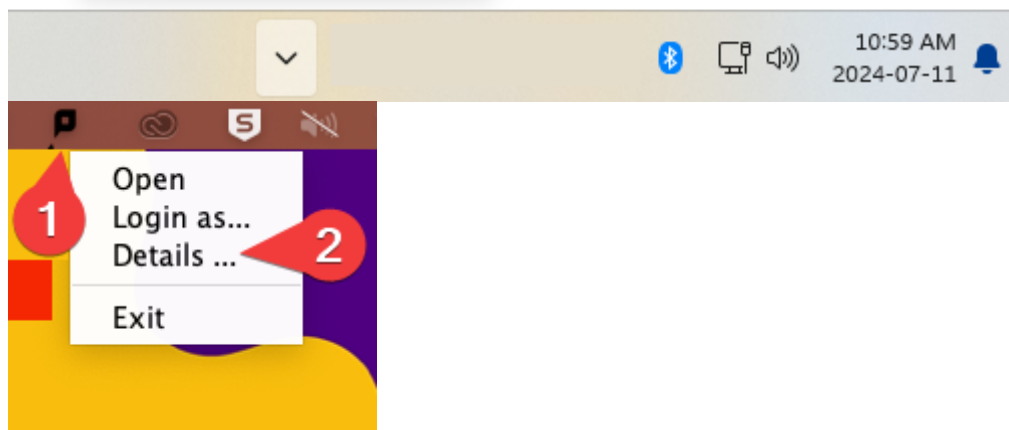 10:59 AM
2024-07-11
S
Open
1
Login as...
Details ...
2
Exit